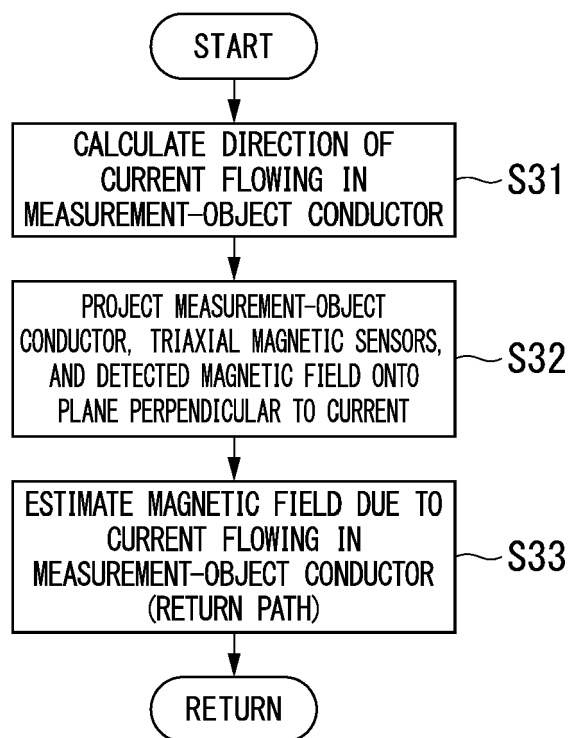 START
CALCULATE DIRECTION OF
CURRENT FLOWING IN
MEASUREMENT-OBJECT CONDUCTOR
S31
PROJECT MEASUREMENT-OBJECT
CONDUCTOR, TRIAXIAL MAGNETIC SENSORS,
AND DETECTED MAGNETIC FIELD ONTO
PLANE PERPENDICULAR TO CURRENT
S32
ESTIMATE MAGNETIC FIELD DUE TO
CURRENT FLOWING IN
MEASUREMENT-OBJECT CONDUCTOR
(RETURN PATH)
S33
RETURN